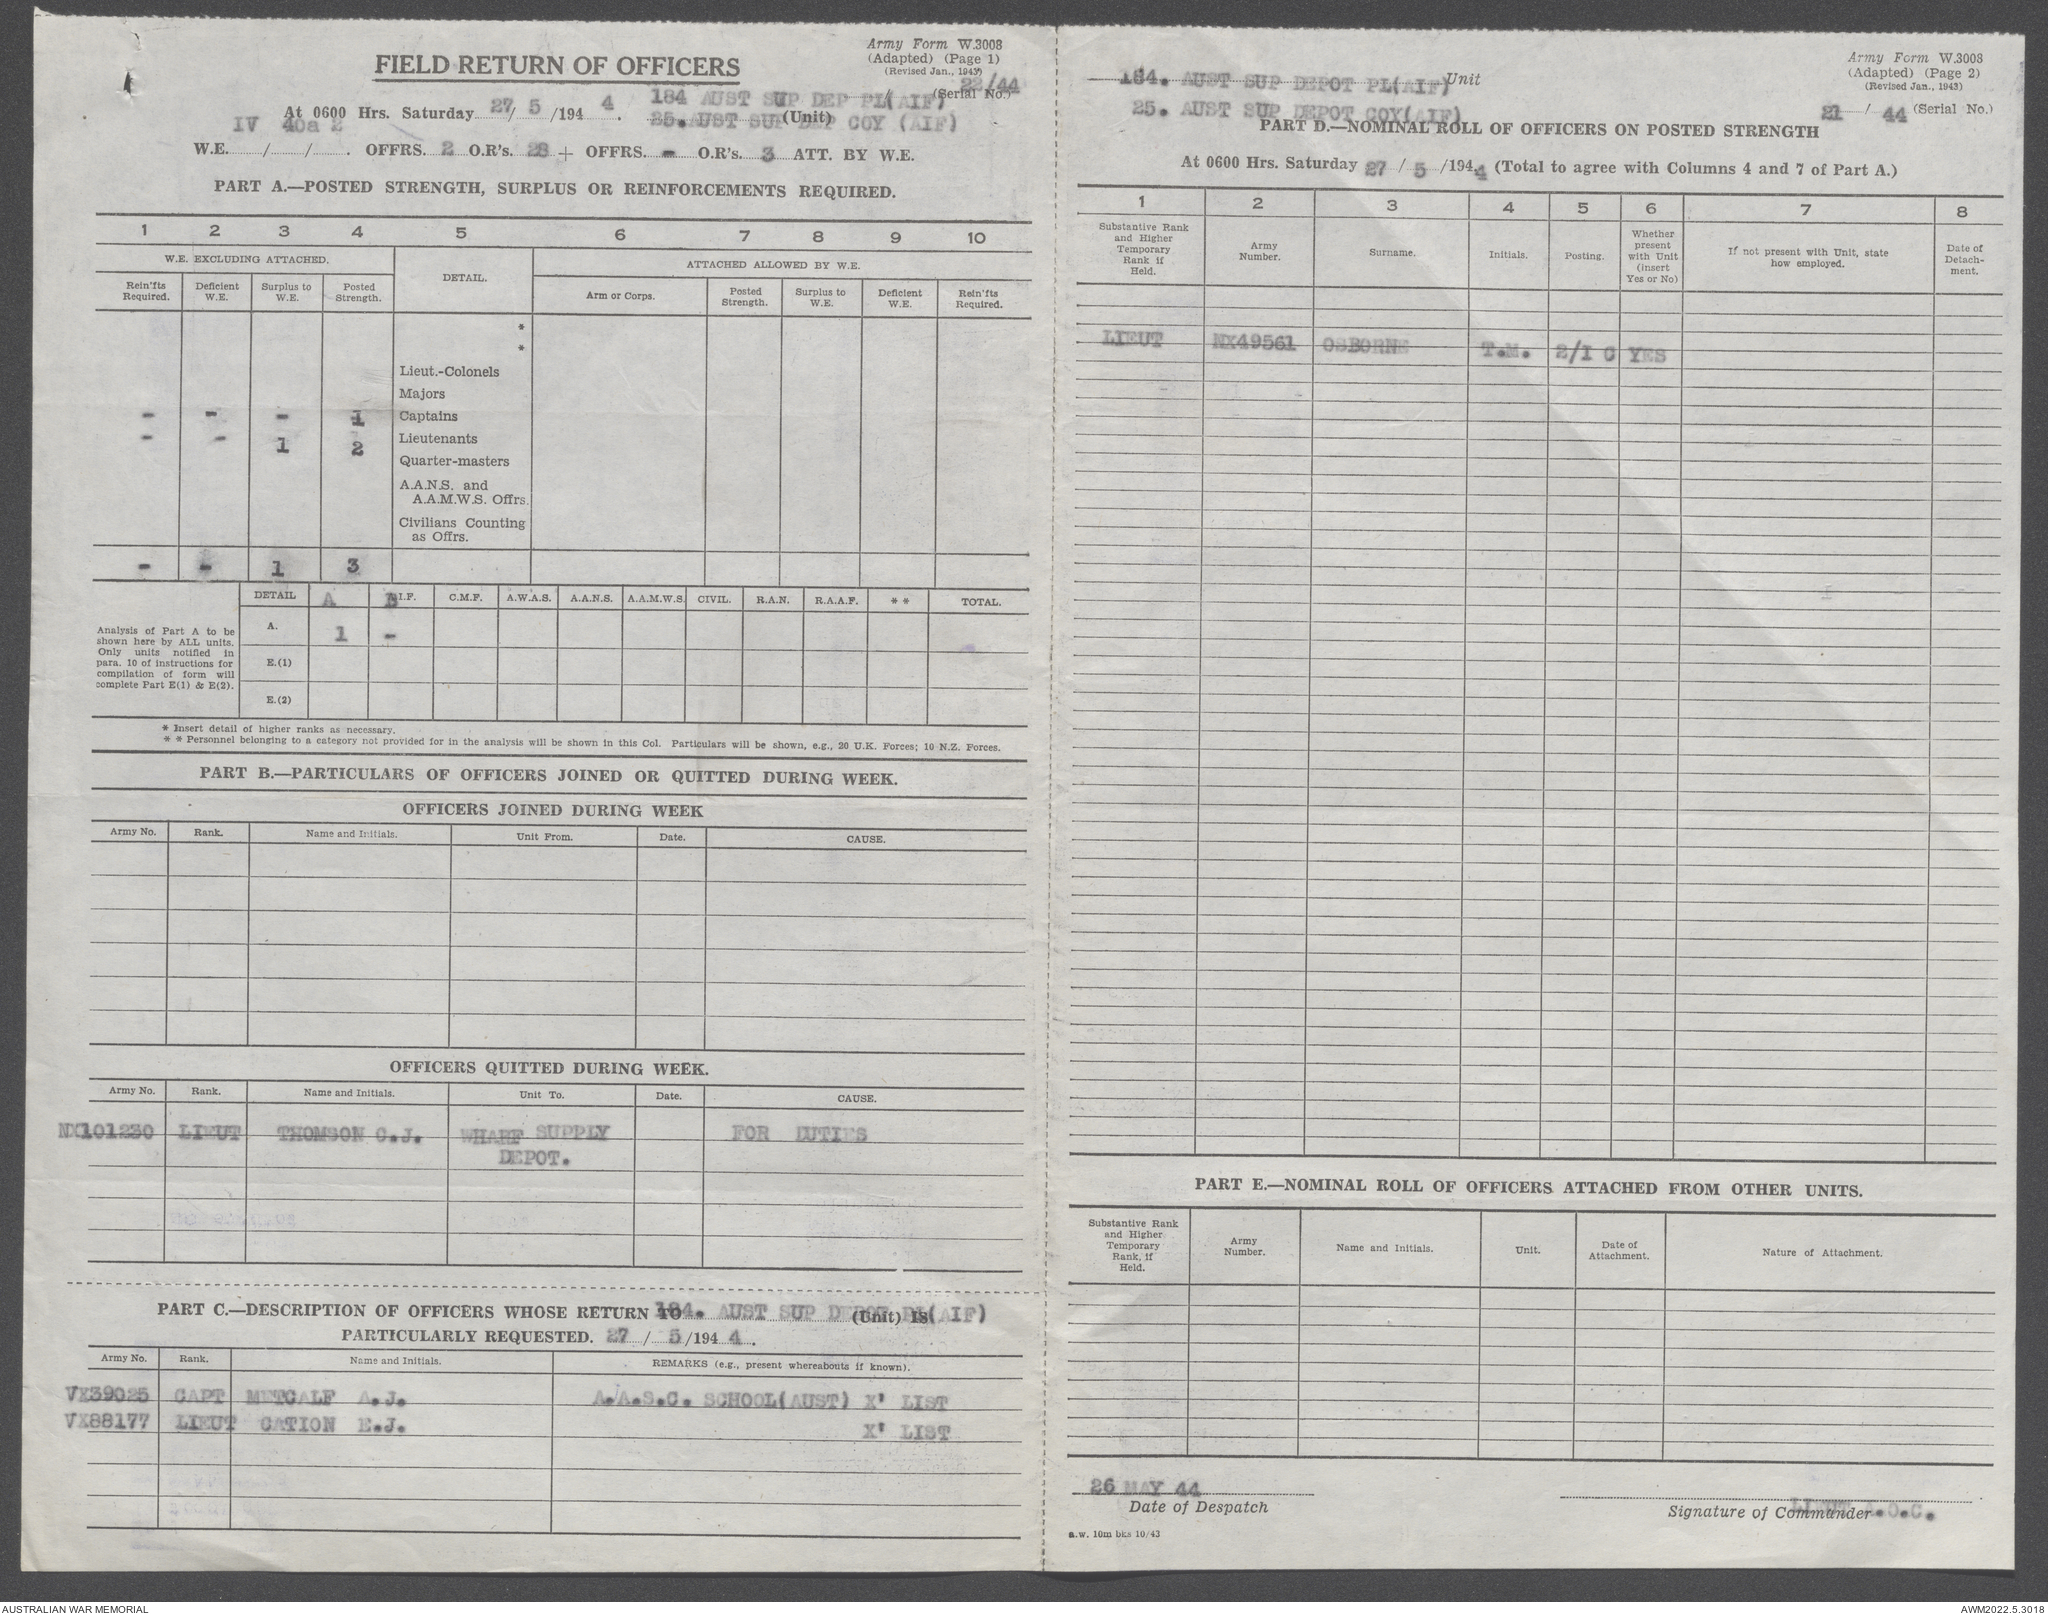 Army Form W.3008
(Adapted) (Page 1)
(Revised Jan., 1943)
FIELD RETURN OF OFFICERS
22/44
(Serial No.)
At 0600 Hrs. Saturday 27/5/1944. 184 AUST SUP DEP PL(AIF)
25. AUST SUP DEP COY (AIF) (Unit)
IV 40a 2
W.E. / / . OFFRS. 2 O.R's. 28 + OFFRS. - O.R's. 3 ATT. BY W.E.
PART A.—POSTED STRENGTH, SURPLUS OR REINFORCEMENTS REQUIRED.
1 2 3 4 5 6 7 8 9 10
W.E. EXCLUDING ATTACHED. DETAIL. ATTACHED ALLOWED BY W.E.
Rein'fts Required. Deficient W.E. Surplus to W.E. Posted Strength. Arm or Corps. Posted Strength. Surplus to W.E. Deficient W.E. Rein'fts Required.
*
*
Lieut.-Colonels
Majors
- - - 1 Captains
- - 1 2 Lieutenants
Quarter-masters
A.A.N.S. and
A.A.M.W.S. Offrs.
Civilians Counting
as Offrs.
- - 1 3
DETAIL A A.I.F. C.M.F. A.W.A.S. A.A.N.S. A.A.M.W.S. CIVIL. R.A.N. R.A.A.F. * * TOTAL.
A. 1 -
E.(1)
E.(2)
Analysis of Part A to be
shown here by ALL units.
Only units notified in
para. 10 of instructions for
compilation of form will
complete Part E(1) & E(2).
* Insert detail of higher ranks as necessary.
* * Personnel belonging to a category not provided for in the analysis will be shown in this Col. Particulars will be shown, e.g., 20 U.K. Forces; 10 N.Z. Forces.
PART B.—PARTICULARS OF OFFICERS JOINED OR QUITTED DURING WEEK.
OFFICERS JOINED DURING WEEK
Army No. Rank. Name and Initials. Unit From. Date. CAUSE.
OFFICERS QUITTED DURING WEEK.
Army No. Rank. Name and Initials. Unit To. Date. CAUSE.
NX101230 LIEUT THOMSON C.J. WHARF SUPPLY FOR DUTIES
DEPOT.
PART C.—DESCRIPTION OF OFFICERS WHOSE RETURN TO 184. AUST SUP DEPOT PL(AIF) (Unit) IS
PARTICULARLY REQUESTED. 27 / 5 /194 4 .
Army No. Rank. Name and Initials. REMARKS (e.g., present whereabouts if known).
VX39025 CAPT METCALF A.J. A.A.S.C. SCHOOL(AUST) X' LIST
VX88177 LIEUT CATION E.J. X' LIST
Army Form W.3008
(Adapted) (Page 2)
(Revised Jan., 1943)
184. AUST SUP DEPOT PL(AIF) Unit
25. AUST SUP DEPOT COY(AIF)
21 / 44 (Serial No.)
PART D.—NOMINAL ROLL OF OFFICERS ON POSTED STRENGTH
At 0600 Hrs. Saturday 27 / 5 /194 4 (Total to agree with Columns 4 and 7 of Part A.)
1 2 3 4 5 6 7 8
Substantive Rank and Higher Temporary Rank if Held. Army Number. Surname. Initials. Posting. Whether present with Unit (insert Yes or No) If not present with Unit, state how employed. Date of Detach-ment.
LIEUT NX49561 OSBORNE T.M. 2/I C YES
PART E.—NOMINAL ROLL OF OFFICERS ATTACHED FROM OTHER UNITS.
Substantive Rank and Higher Temporary Rank, if Held. Army Number. Name and Initials. Unit. Date of Attachment. Nature of Attachment.
26 MAY 44
Date of Despatch
LIEUT A.O.C.
Signature of Commander
a.w. 10m bks 10/43
AUSTRALIAN WAR MEMORIAL
AWM2022.5.3018